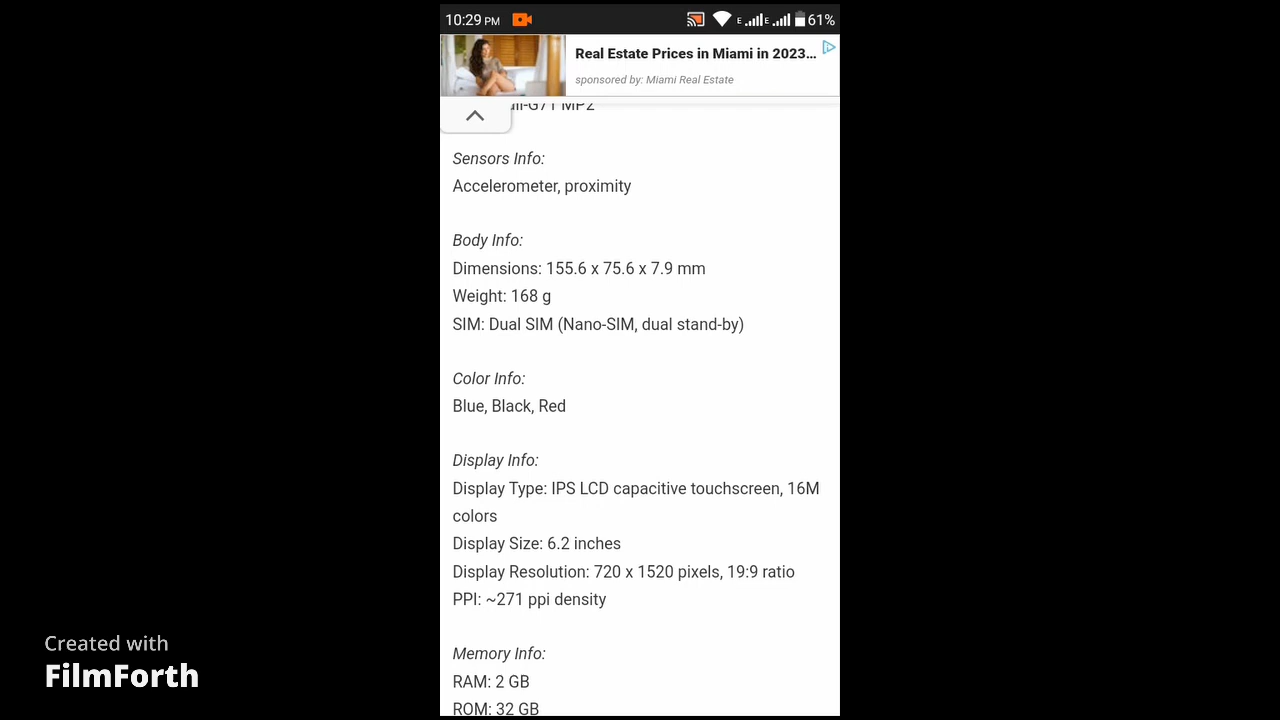 10:29 PM
61%
Real Estate Prices in Miami in 2023...
sponsored by: Miami Real Estate
MP2
Sensors Info:
Accelerometer, proximity
Body Info:
Dimensions: 155.6 x 75.6 x 7.9 mm
Weight: 168 g
SIM: Dual SIM (Nano-SIM, dual stand-by)
Color Info:
Blue, Black, Red
Display Info:
Display Type: IPS LCD capacitive touchscreen, 16M
colors
Display Size: 6.2 inches
Display Resolution: 720 x 1520 pixels, 19:9 ratio
PPI: ~271 ppi density
Memory Info:
RAM: 2 GB
ROM: 32 GB
Created with
FilmForth